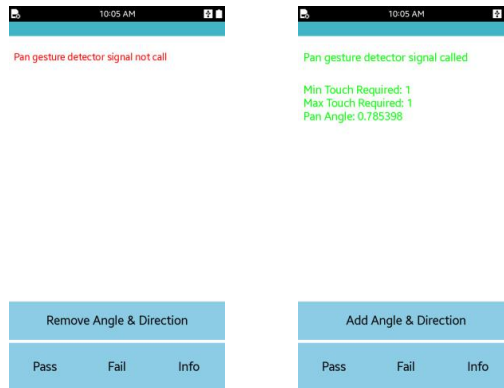 10:05 AM
Pan gesture detector signal not call
Remove Angle & Direction
Pass Fail Info
10:05 AM
Pan gesture detector signal called
Min Touch Required: 1
Max Touch Required: 1
Pan Angle: 0.785398
Add Angle & Direction
Pass Fail Info